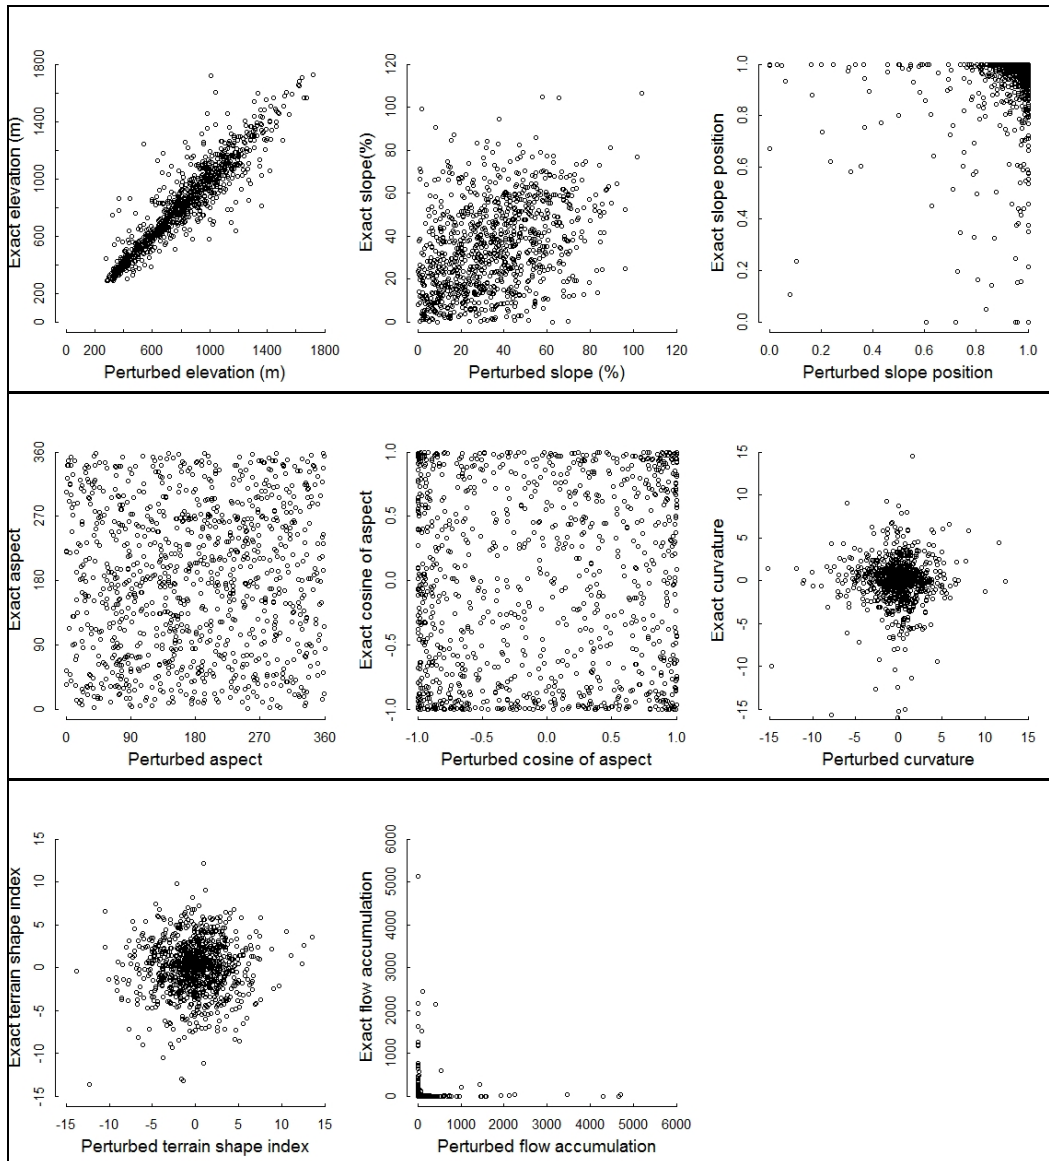 Exact elevation (m)
0 200 600 1000 1400 1800
0 200 600 1000 1400 1800
Perturbed elevation (m)
Exact slope(%)
0 20 40 60 80 100 120
0 20 40 60 80 100 120
Perturbed slope (%)
Exact slope position
0.0 0.2 0.4 0.6 0.8 1.0
0.0 0.2 0.4 0.6 0.8 1.0
Perturbed slope position
Exact aspect
0 90 180 270 360
0 90 180 270 360
Perturbed aspect
Exact cosine of aspect
-1.0 -0.5 0.0 0.5 1.0
-1.0 -0.5 0.0 0.5 1.0
Perturbed cosine of aspect
Exact curvature
-15 -10 -5 0 5 10 15
-15 -10 -5 0 5 10 15
Perturbed curvature
Exact terrain shape index
-15 -10 -5 0 5 10 15
-15 -10 -5 0 5 10 15
Perturbed terrain shape index
Exact flow accumulation
0 1000 2000 3000 4000 5000 6000
0 1000 2000 3000 4000 5000 6000
Perturbed flow accumulation